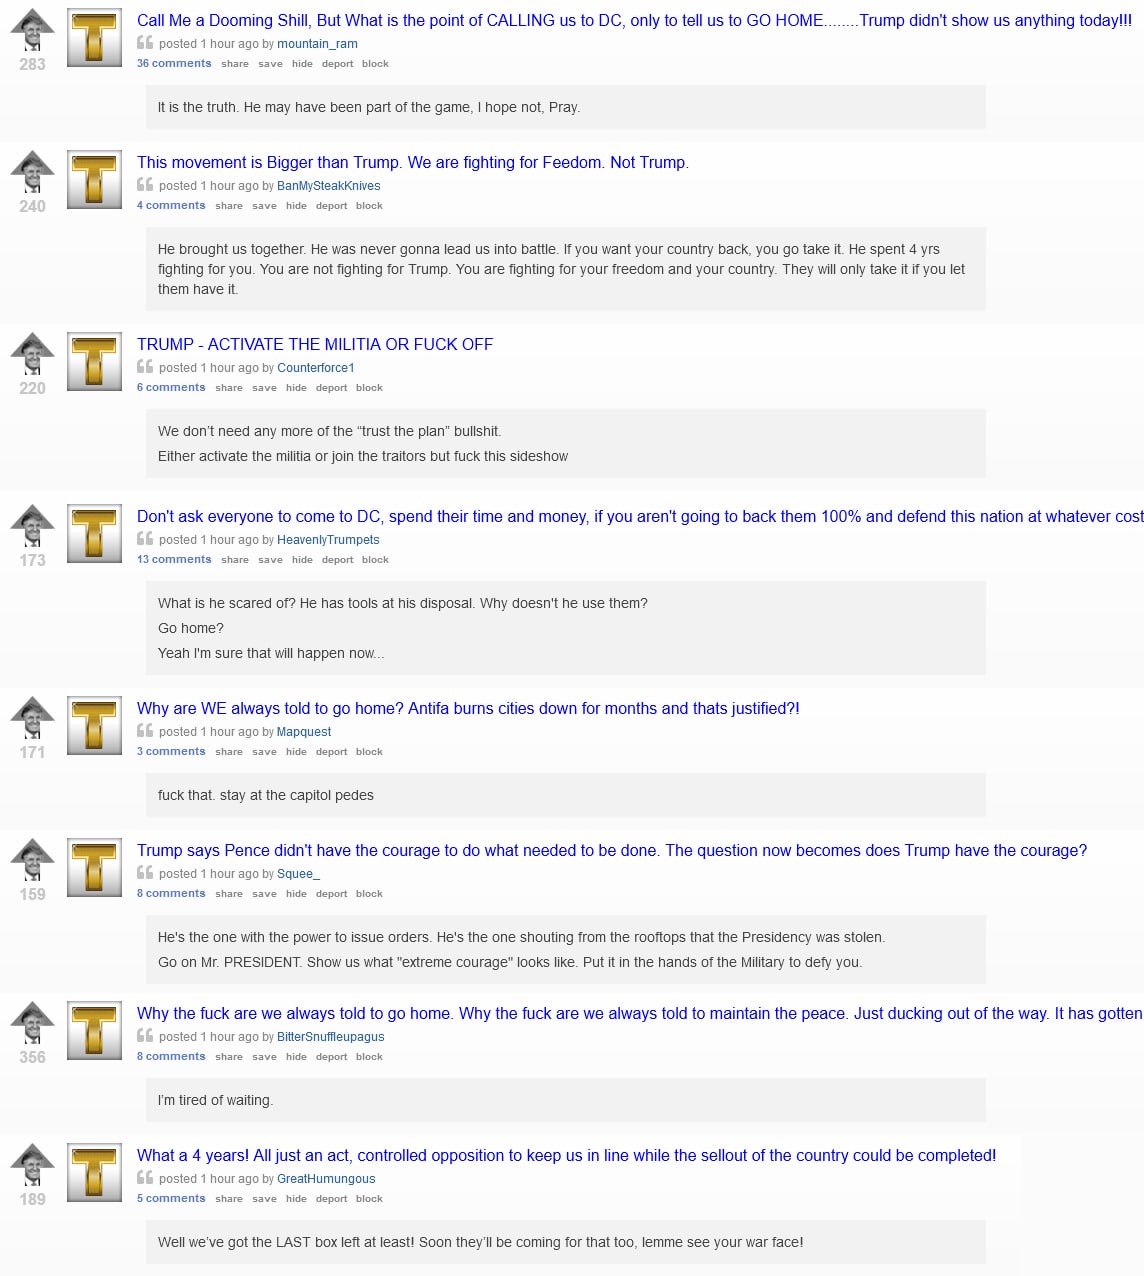 Call Me a Dooming Shill, But What is the point of CALLING us to DC, only to tell us to GO HOME........Trump didn't show us anything today!!!
posted 1 hour ago by mountain_ram
283
36 comments share save hide deport block
It is the truth. He may have been part of the game, I hope not, Pray.
This movement is Bigger than Trump. We are fighting for Feedom. Not Trump.
posted 1 hour ago by BanMySteakKnives
240
4 comments share save hide deport block
He brought us together. He was never gonna lead us into battle. If you want your country back, you go take it. He spent 4 yrs
fighting for you. You are not fighting for Trump. You are fighting for your freedom and your country. They will only take it if you let
them have it.
TRUMP - ACTIVATE THE MILITIA OR FUCK OFF
posted 1 hour ago by Counterforce1
220
6 comments share save hide deport block
We don’t need any more of the “trust the plan” bullshit.
Either activate the militia or join the traitors but fuck this sideshow
Don't ask everyone to come to DC, spend their time and money, if you aren't going to back them 100% and defend this nation at whatever cost
posted 1 hour ago by HeavenlyTrumpets
173
13 comments share save hide deport block
What is he scared of? He has tools at his disposal. Why doesn't he use them?
Go home?
Yeah I'm sure that will happen now...
Why are WE always told to go home? Antifa burns cities down for months and thats justified?!
posted 1 hour ago by Mapquest
171
3 comments share save hide deport block
fuck that. stay at the capitol pedes
Trump says Pence didn't have the courage to do what needed to be done. The question now becomes does Trump have the courage?
posted 1 hour ago by Squee_
159
8 comments share save hide deport block
He's the one with the power to issue orders. He's the one shouting from the rooftops that the Presidency was stolen.
Go on Mr. PRESIDENT. Show us what "extreme courage" looks like. Put it in the hands of the Military to defy you.
Why the fuck are we always told to go home. Why the fuck are we always told to maintain the peace. Just ducking out of the way. It has gotten
posted 1 hour ago by BitterSnuffleupagus
356
8 comments share save hide deport block
I’m tired of waiting.
What a 4 years! All just an act, controlled opposition to keep us in line while the sellout of the country could be completed!
posted 1 hour ago by GreatHumungous
189
5 comments share save hide deport block
Well we’ve got the LAST box left at least! Soon they’ll be coming for that too, lemme see your war face!